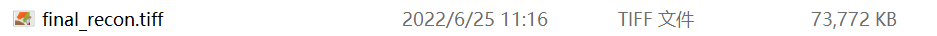 final_recon.tiff 2022/6/25 11:16 TIFF 文件 73,772 KB